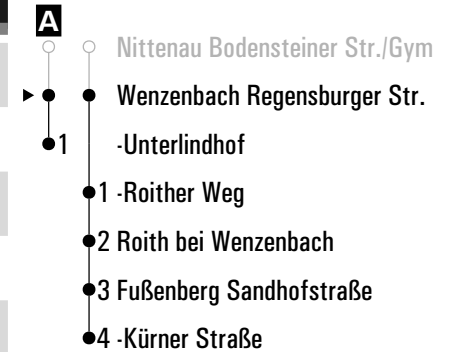 A
Nittenau Bodensteiner Str./Gym
Wenzenbach Regensburger Str.
1 -Unterlindhof
1 -Roither Weg
2 Roith bei Wenzenbach
3 Fußenberg Sandhofstraße
4 -Kürner Straße